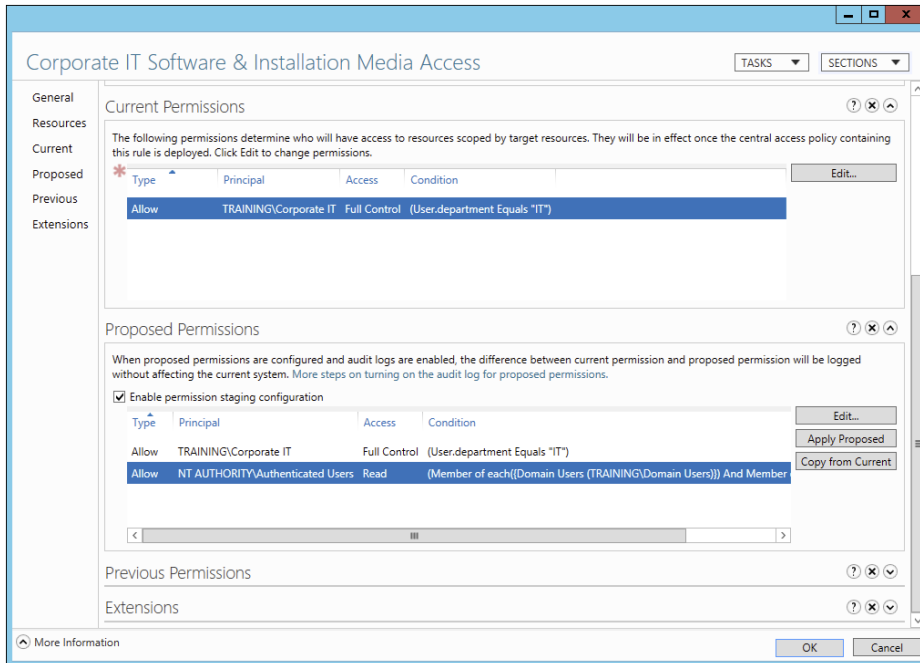 Corporate IT Software & Installation Media Access
TASKS
SECTIONS
General
Resources
Current
Proposed
Previous
Extensions
Current Permissions
The following permissions determine who will have access to resources scoped by target resources. They will be in effect once the central access policy containing
this rule is deployed. Click Edit to change permissions.
Type Principal Access Condition
Edit...
Allow TRAINING\Corporate IT Full Control (User.department Equals "IT")
Proposed Permissions
When proposed permissions are configured and audit logs are enabled, the difference between current permission and proposed permission will be logged
without affecting the current system. More steps on turning on the audit log for proposed permissions.
Enable permission staging configuration
Type Principal Access Condition
Edit...
Apply Proposed
Copy from Current
Allow TRAINING\Corporate IT Full Control (User.department Equals "IT")
Allow NT AUTHORITY\Authenticated Users Read (Member of each({Domain Users (TRAINING\Domain Users)}) And Member
Previous Permissions
Extensions
More Information
OK
Cancel